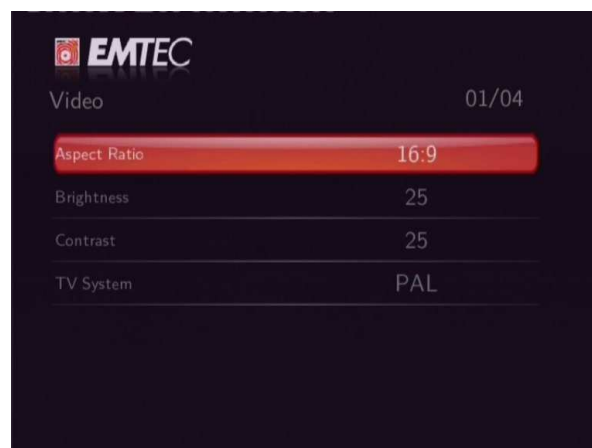 EMTEC
Video 01/04
Aspect Ratio 16:9
Brightness 25
Contrast 25
TV System PAL